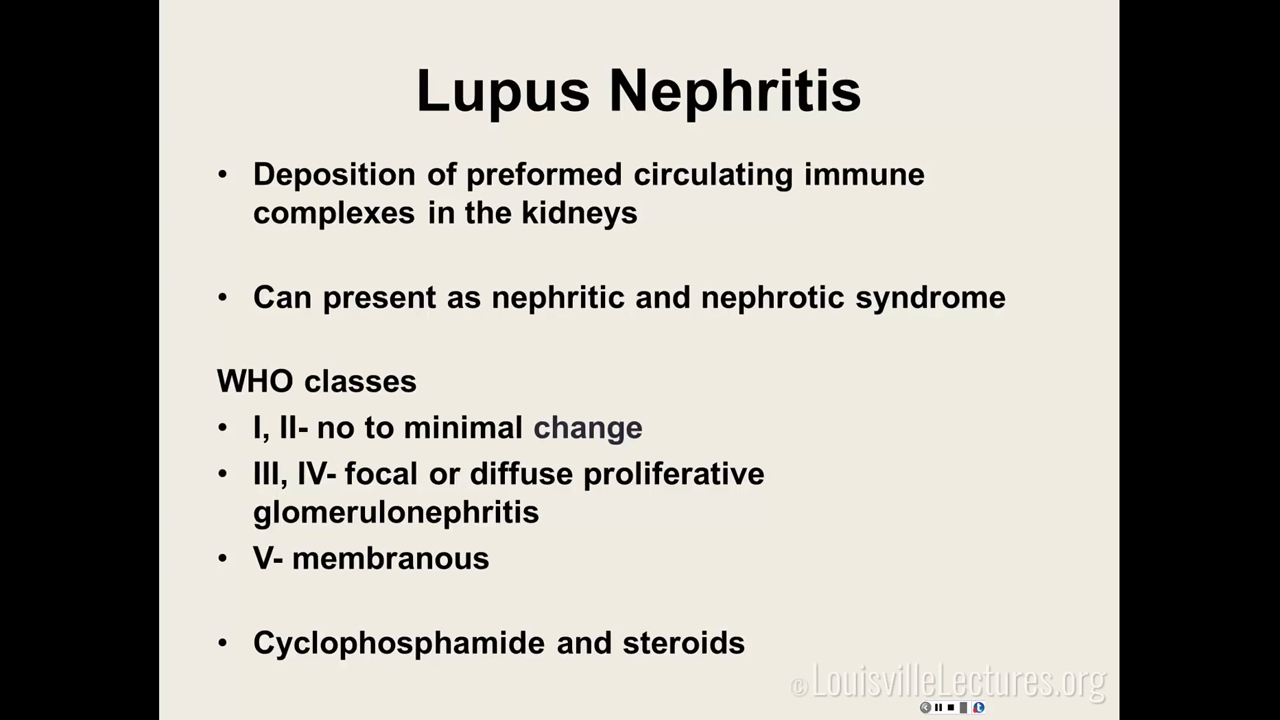 Lupus Nephritis
• Deposition of preformed circulating immune
complexes in the kidneys
• Can present as nephritic and nephrotic syndrome
WHO classes
• I, II- no to minimal change
• III, IV- focal or diffuse proliferative
glomerulonephritis
• V- membranous
• Cyclophosphamide and steroids
©LouisvilleLectures.org